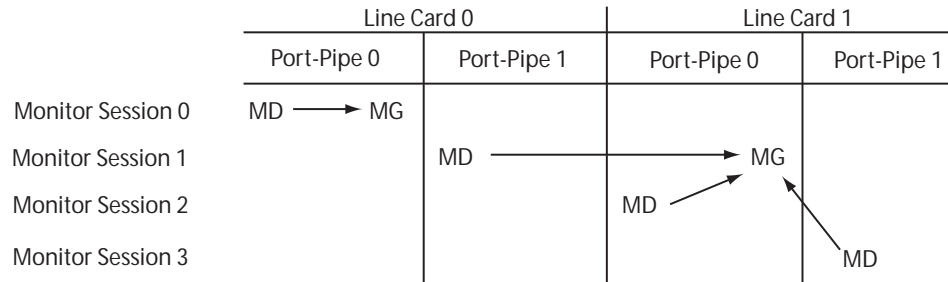 Line Card 0 Line Card 1
Port-Pipe 0 Port-Pipe 1 Port-Pipe 0 Port-Pipe 1
Monitor Session 0 MD MG
Monitor Session 1 MD MG
Monitor Session 2 MD
Monitor Session 3 MD